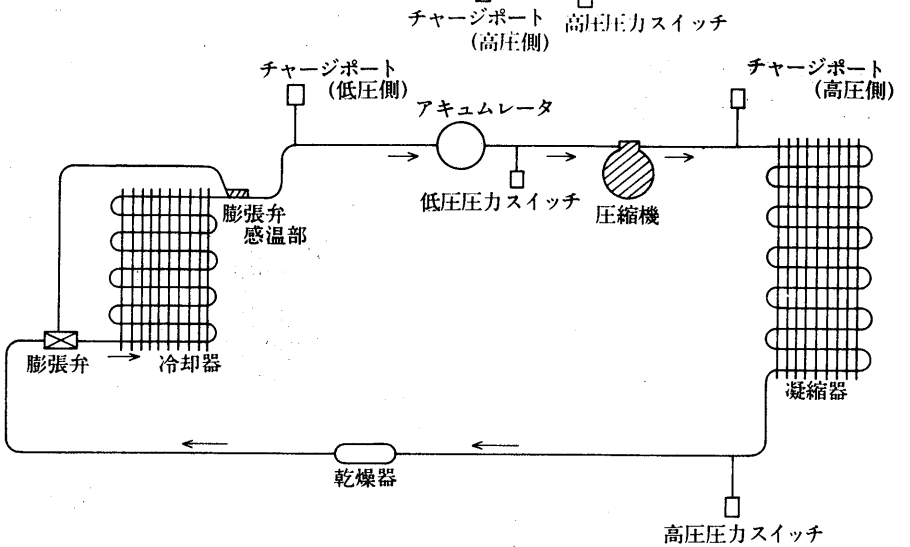 チャージポート
(高圧側)
高圧圧力スイッチ
チャージポート
(低圧側)
アキュムレータ
チャージポート
(高圧側)
膨張弁
感温部
低圧圧力スイッチ
圧縮機
膨張弁
冷却器
凝縮器
乾燥器
高圧圧力スイッチ